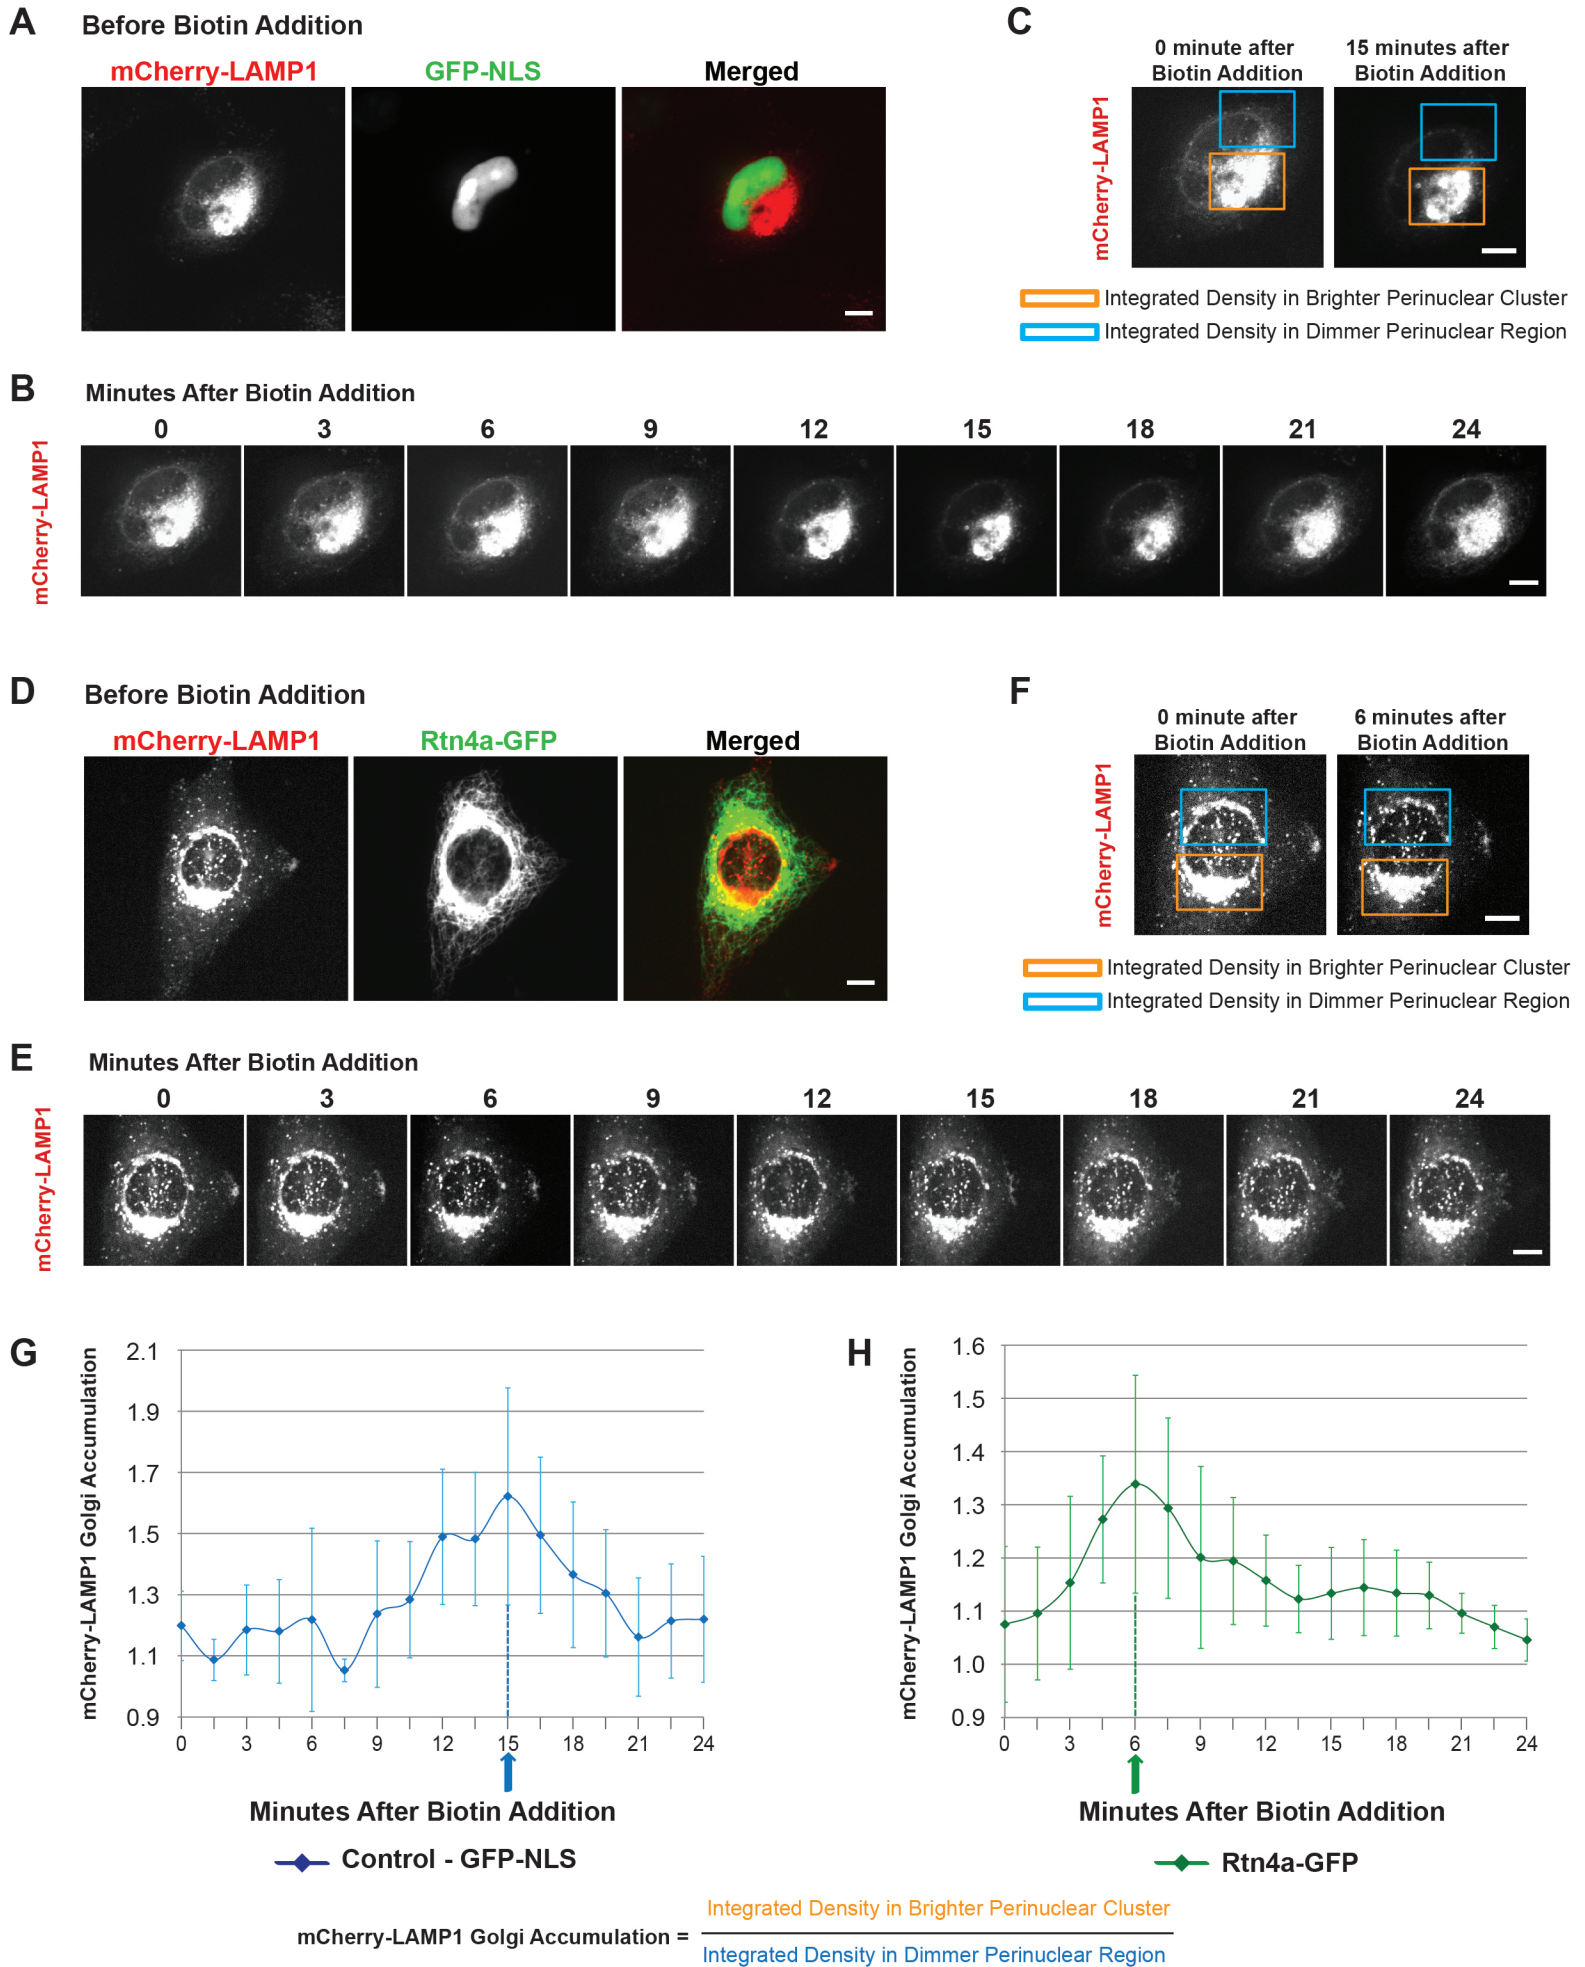 A
Before Biotin Addition
mCherry-LAMP1 GFP-NLS Merged
B
Minutes After Biotin Addition
0 3 6 9 12 15 18 21 24
mCherry-LAMP1
C
0 minute after
Biotin Addition
15 minutes after
Biotin Addition
mCherry-LAMP1
Integrated Density in Brighter Perinuclear Cluster
Integrated Density in Dimmer Perinuclear Region
D
Before Biotin Addition
mCherry-LAMP1 Rtn4a-GFP Merged
E
Minutes After Biotin Addition
0 3 6 9 12 15 18 21 24
mCherry-LAMP1
F
0 minute after
Biotin Addition
6 minutes after
Biotin Addition
mCherry-LAMP1
Integrated Density in Brighter Perinuclear Cluster
Integrated Density in Dimmer Perinuclear Region
G
mCherry-LAMP1 Golgi Accumulation
2.1
1.9
1.7
1.5
1.3
1.1
0.9
0 3 6 9 12 15 18 21 24
Minutes After Biotin Addition
Control - GFP-NLS
H
mCherry-LAMP1 Golgi Accumulation
1.6
1.5
1.4
1.3
1.2
1.1
1.0
0.9
0 3 6 9 12 15 18 21 24
Minutes After Biotin Addition
Rtn4a-GFP
mCherry-LAMP1 Golgi Accumulation =
Integrated Density in Brighter Perinuclear Cluster
Integrated Density in Dimmer Perinuclear Region